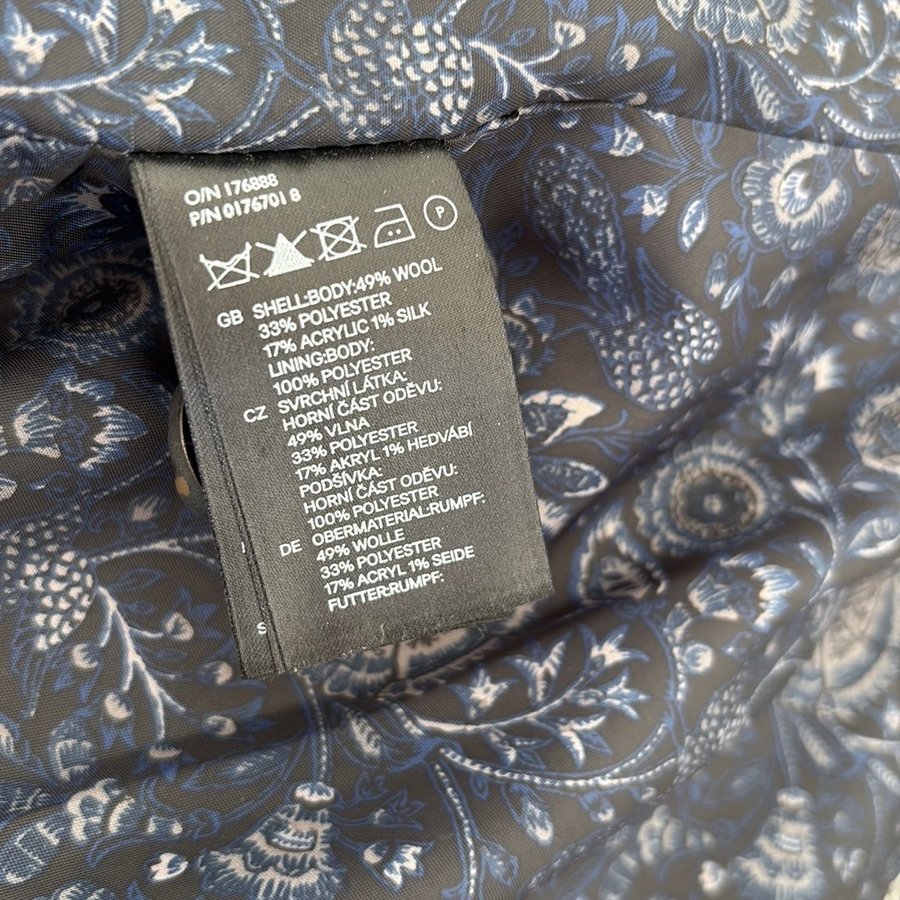 O/N 176888
P/N 0176701 8
P
GB SHELL:BODY:49% WOOL
33% POLYESTER
17% ACRYLIC 1% SILK
LINING:BODY:
100% POLYESTER
CZ SVRCHNÍ LÁTKA:
HORNÍ ČÁST ODĚVU:
49% VLNA
33% POLYESTER
17% AKRYL 1% HEDVÁBÍ
PODŠÍVKA:
HORNÍ ČÁST ODĚVU:
100% POLYESTER
DE OBERMATERIAL:RUMPF:
49% WOLLE
33% POLYESTER
17% ACRYL 1% SEIDE
FUTTER:RUMPF:
S